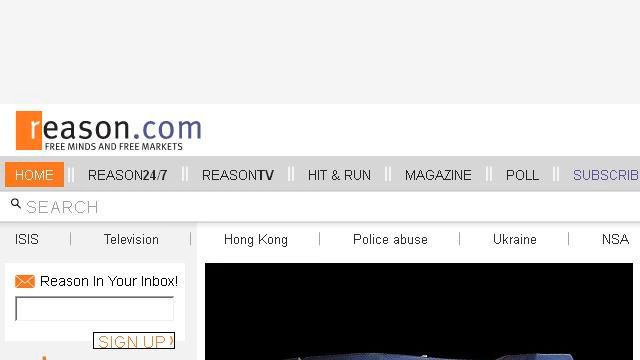 reason.com
FREE MINDS AND FREE MARKETS
HOME REASON24/7 REASONTV HIT & RUN MAGAZINE POLL SUBSCRIB
SEARCH
ISIS Television Hong Kong Police abuse Ukraine NSA
Reason In Your Inbox!
SIGN UP